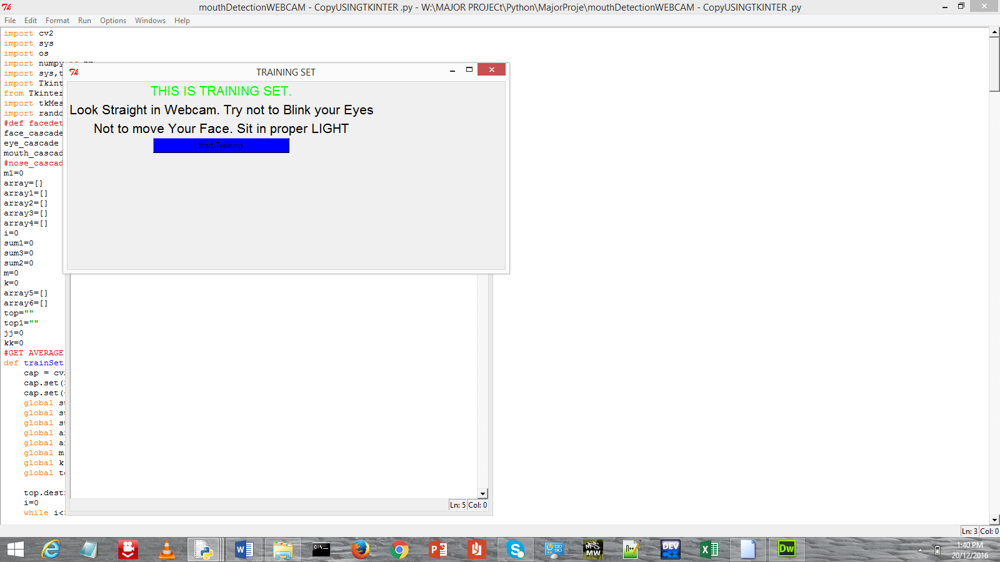 mouthDetectionWEBCAM - CopyUSINGTKINTER .py - W:\MAJOR PROJECt\Python\MajorProje\mouthDetectionWEBCAM - CopyUSINGTKINTER .py
File Edit Format Run Options Windows Help
import cv2
import sys
import os
import numpy
import sys,t
import Tkint
from Tkinter
import tkMes
import rando
#def facedet
face_cascade
eye_cascade
mouth_cascad
#nose_cascad
m1=0
array=[]
array1=[]
array2=[]
array3=[]
array4=[]
i=0
sum1=0
sum3=0
sum2=0
m=0
k=0
array5=[]
array6=[]
top=""
top1=""
jj=0
kk=0
#GET AVERAGE
def trainSet
cap = cv
cap.set(
cap.set(
global s
global s
global s
global a
global a
global m
global k
global t
top.dest
i=0
while i<
TRAINING SET
THIS IS TRAINING SET.
Look Straight in Webcam. Try not to Blink your Eyes
Not to move Your Face. Sit in proper LIGHT
Start Training
Ln: 5 Col: 0
Ln: 3 Col: 0
NFS
MW
DEV
C++
Dw
1:40 PM
20/12/2016